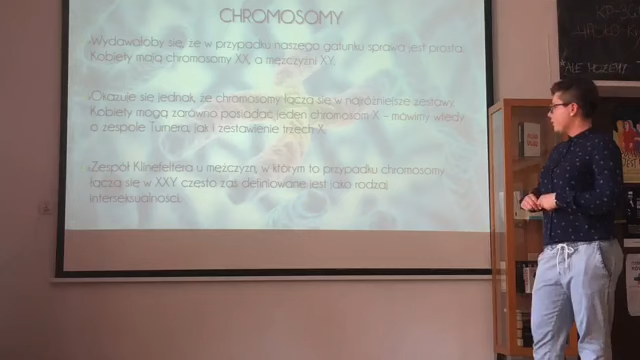 CHROMOSOMY
Wydawałoby się, że w przypadku naszego gatunku sprawa jest prosta.
Kobiety mają chromosomy XX, a mężczyźni XY.
Okazuje się jednak, że chromosomy łączą się w najróżniejsze zestawy.
Kobiety mogą zarówno posiadać jeden chromosom X - mówimy wtedy
o zespole Turnera, jak i zestawienie trzech X.
Zespół Klinefeltera u mężczyzn, w którym to przypadku chromosomy
łączą się w XXY często zaś definiowane jest jako rodzaj
interseksualności.
ALE MOŻEMY